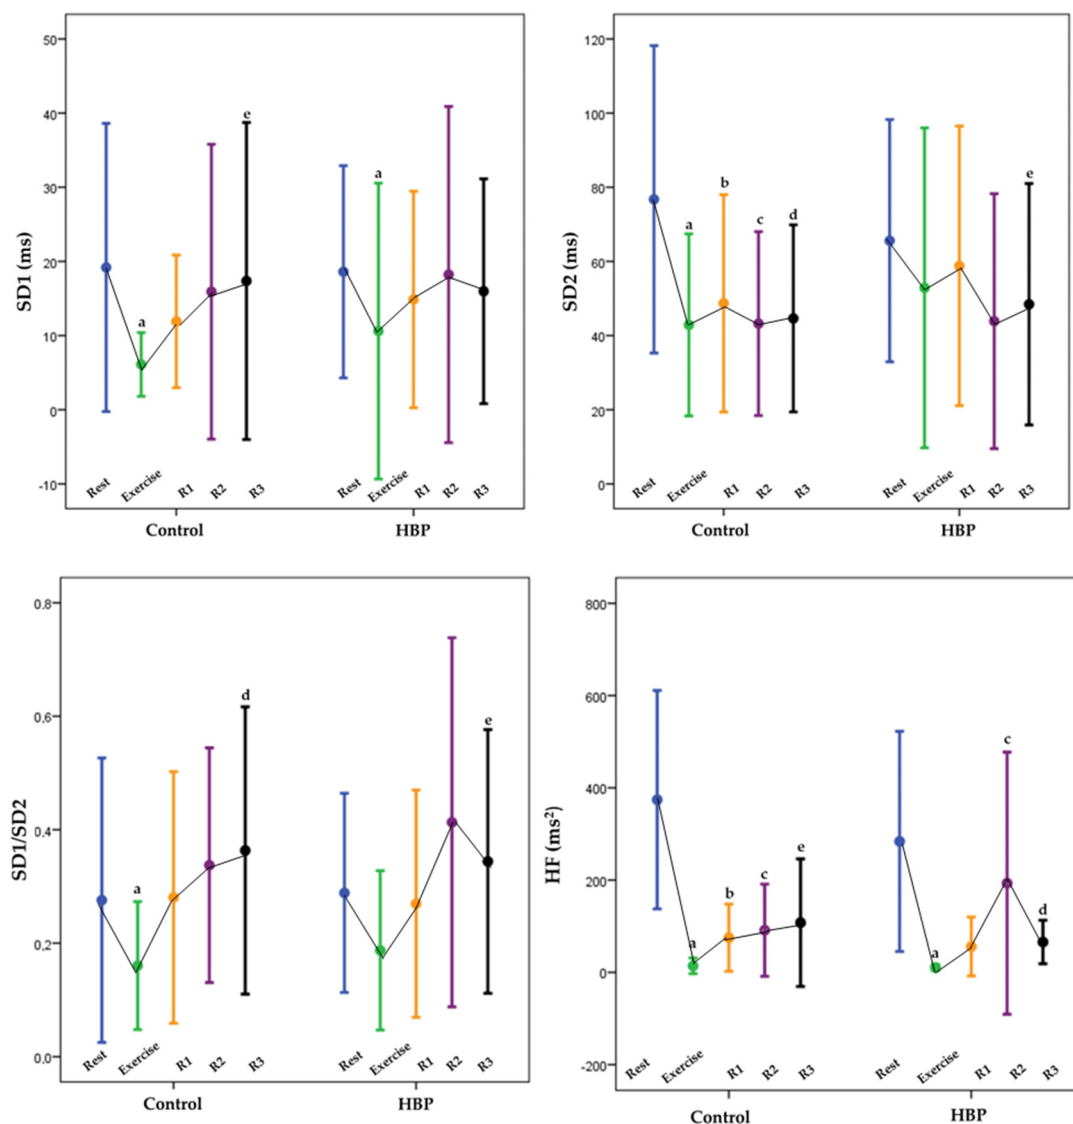 50
40
30
20
10
0
-10
SD1 (ms)
a
e
a
Rest Exercise R1 R2 R3
Rest Exercise R1 R2 R3
Control HBP
120
100
80
60
40
20
0
SD2 (ms)
a b c d
e
Rest Exercise R1 R2 R3
Rest Exercise R1 R2 R3
Control HBP
0.8
0,6
0,4
0,2
0,0
SD1/SD2
a d
e
Rest Exercise R1 R2 R3
Rest Exercise R1 R2 R3
Control HBP
800
600
400
200
0
-200
HF (ms²)
a b c e
a c d
Rest Exercise R1 R2 R3
Rest Exercise R1 R2 R3
Control HBP